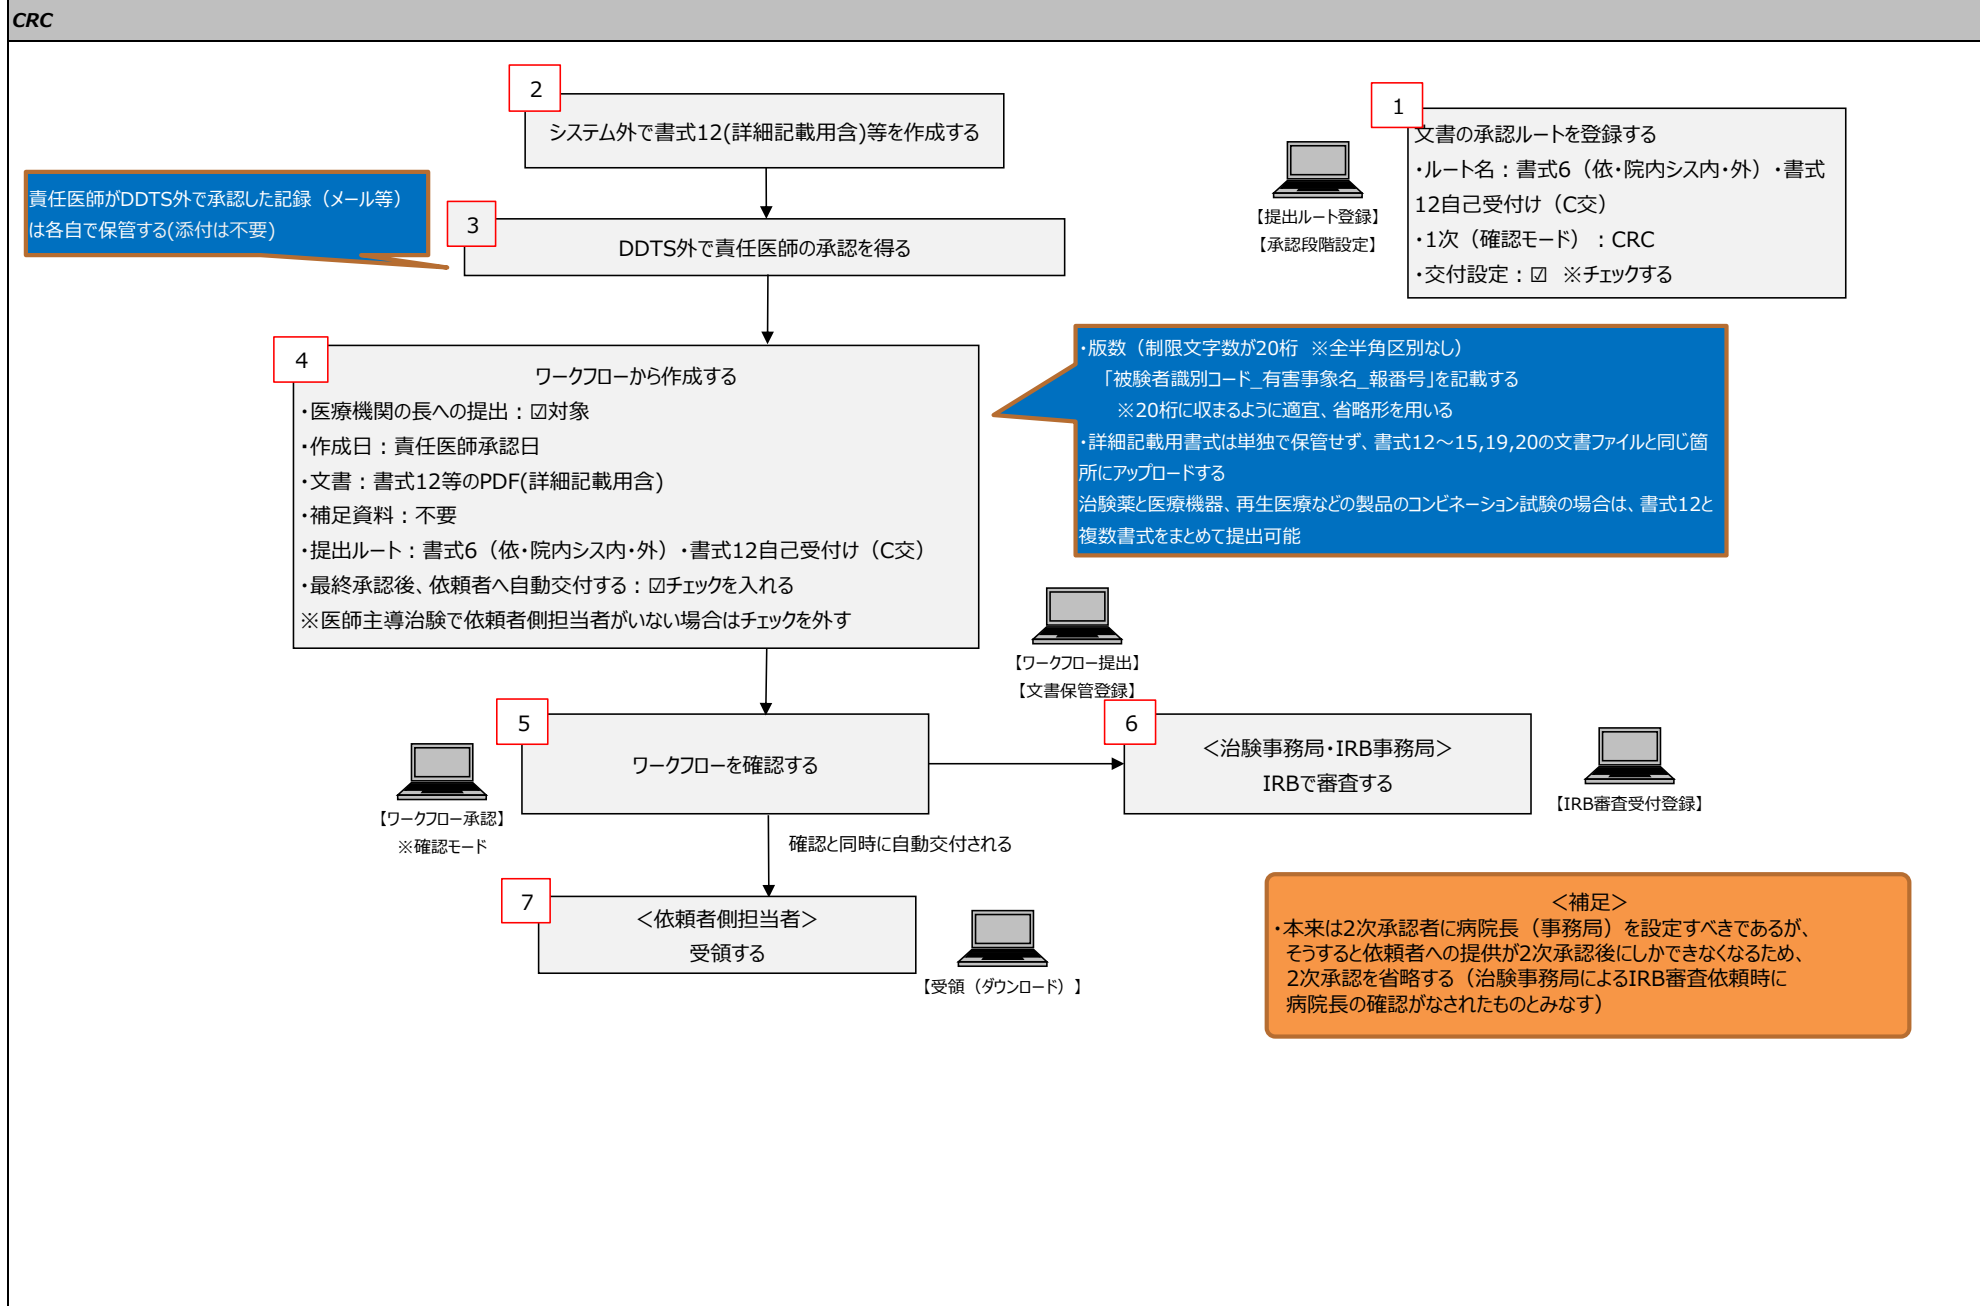 CRC
1
文書の承認ルートを登録する
・ルート名：書式6（依・院内シス内・外）・書式
12自己受付け（C交）
・1次（確認モード）：CRC
・交付設定：☑ ※チェックする
【提出ルート登録】
【承認段階設定】
2
システム外で書式12(詳細記載用含)等を作成する
責任医師がDDTS外で承認した記録（メール等）
は各自で保管する(添付は不要)
3
DDTS外で責任医師の承認を得る
4
ワークフローから作成する
・医療機関の長への提出：☑対象
・作成日：責任医師承認日
・文書：書式12等のPDF(詳細記載用含)
・補足資料：不要
・提出ルート：書式6（依・院内シス内・外）・書式12自己受付け（C交）
・最終承認後、依頼者へ自動交付する：☑チェックを入れる
※医師主導治験で依頼者側担当者がいない場合はチェックを外す
・版数（制限文字数が20桁 ※全半角区別なし）
「被験者識別コード_有害事象名_報番号」を記載する
※20桁に収まるように適宜、省略形を用いる
・詳細記載用書式は単独で保管せず、書式12～15,19,20の文書ファイルと同じ箇
所にアップロードする
治験薬と医療機器、再生医療などの製品のコンビネーション試験の場合は、書式12と
複数書式をまとめて提出可能
【ワークフロー提出】
【文書保管登録】
5
ワークフローを確認する
【ワークフロー承認】
※確認モード
6
＜治験事務局・IRB事務局＞
IRBで審査する
【IRB審査受付登録】
確認と同時に自動交付される
7
＜依頼者側担当者＞
受領する
【受領（ダウンロード）】
＜補足＞
・本来は2次承認者に病院長（事務局）を設定すべきであるが、
そうすると依頼者への提供が2次承認後にしかできなくなるため、
2次承認を省略する（治験事務局によるIRB審査依頼時に
病院長の確認がなされたものとみなす）